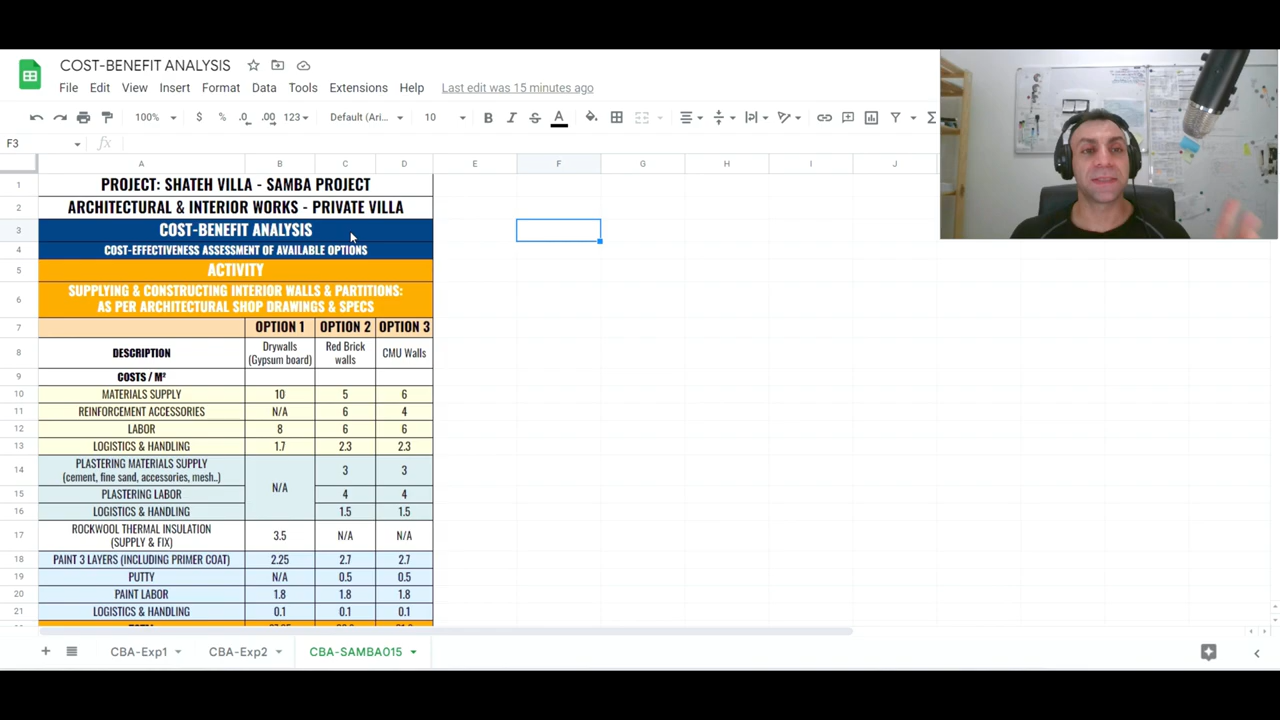 COST-BENEFIT ANALYSIS
File Edit View Insert Format Data Tools Extensions Help Last edit was 15 minutes ago
100% $ % .0 .00 123 Default (Ari... 10 B I S A
F3 fx
A B C D E F G H I J
1 PROJECT: SHATEH VILLA - SAMBA PROJECT
2 ARCHITECTURAL & INTERIOR WORKS - PRIVATE VILLA
3 COST-BENEFIT ANALYSIS
4 COST-EFFECTIVENESS ASSESSMENT OF AVAILABLE OPTIONS
5 ACTIVITY
6 SUPPLYING & CONSTRUCTING INTERIOR WALLS & PARTITIONS:
AS PER ARCHITECTURAL SHOP DRAWINGS & SPECS
7 OPTION 1 OPTION 2 OPTION 3
8 DESCRIPTION Drywalls (Gypsum board) Red Brick walls CMU Walls
9 COSTS / M²
10 MATERIALS SUPPLY 10 5 6
11 REINFORCEMENT ACCESSORIES N/A 6 4
12 LABOR 8 6 6
13 LOGISTICS & HANDLING 1.7 2.3 2.3
14 PLASTERING MATERIALS SUPPLY 3 3
(cement, fine sand, accessories, mesh..)
N/A
15 PLASTERING LABOR 4 4
16 LOGISTICS & HANDLING 1.5 1.5
17 ROCKWOOL THERMAL INSULATION 3.5 N/A N/A
(SUPPLY & FIX)
18 PAINT 3 LAYERS (INCLUDING PRIMER COAT) 2.25 2.7 2.7
19 PUTTY N/A 0.5 0.5
20 PAINT LABOR 1.8 1.8 1.8
21 LOGISTICS & HANDLING 0.1 0.1 0.1
CBA-Exp1 CBA-Exp2 CBA-SAMBA015